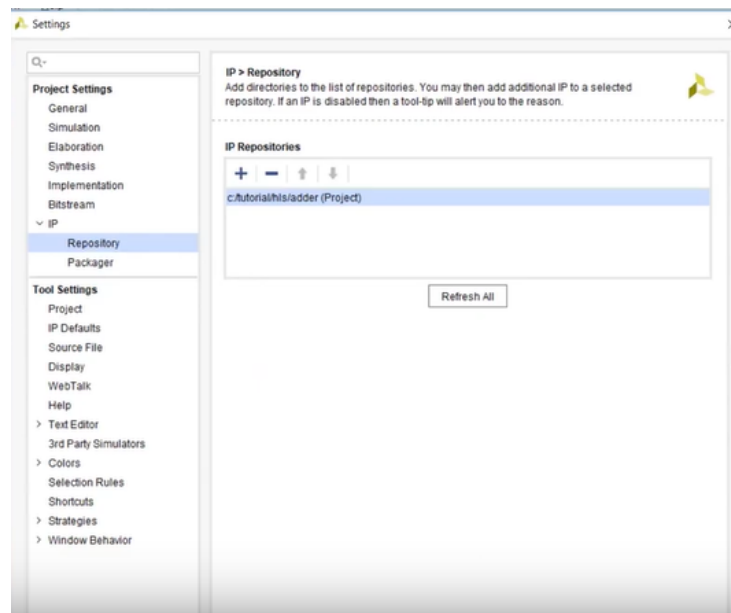 Settings
Project Settings
General
Simulation
Elaboration
Synthesis
Implementation
Bitstream
IP
Repository
Packager
Tool Settings
Project
IP Defaults
Source File
Display
WebTalk
Help
Text Editor
3rd Party Simulators
Colors
Selection Rules
Shortcuts
Strategies
Window Behavior
IP > Repository
Add directories to the list of repositories. You may then add additional IP to a selected
repository. If an IP is disabled then a tool-tip will alert you to the reason.
IP Repositories
c:/tutorial/hls/adder (Project)
Refresh All